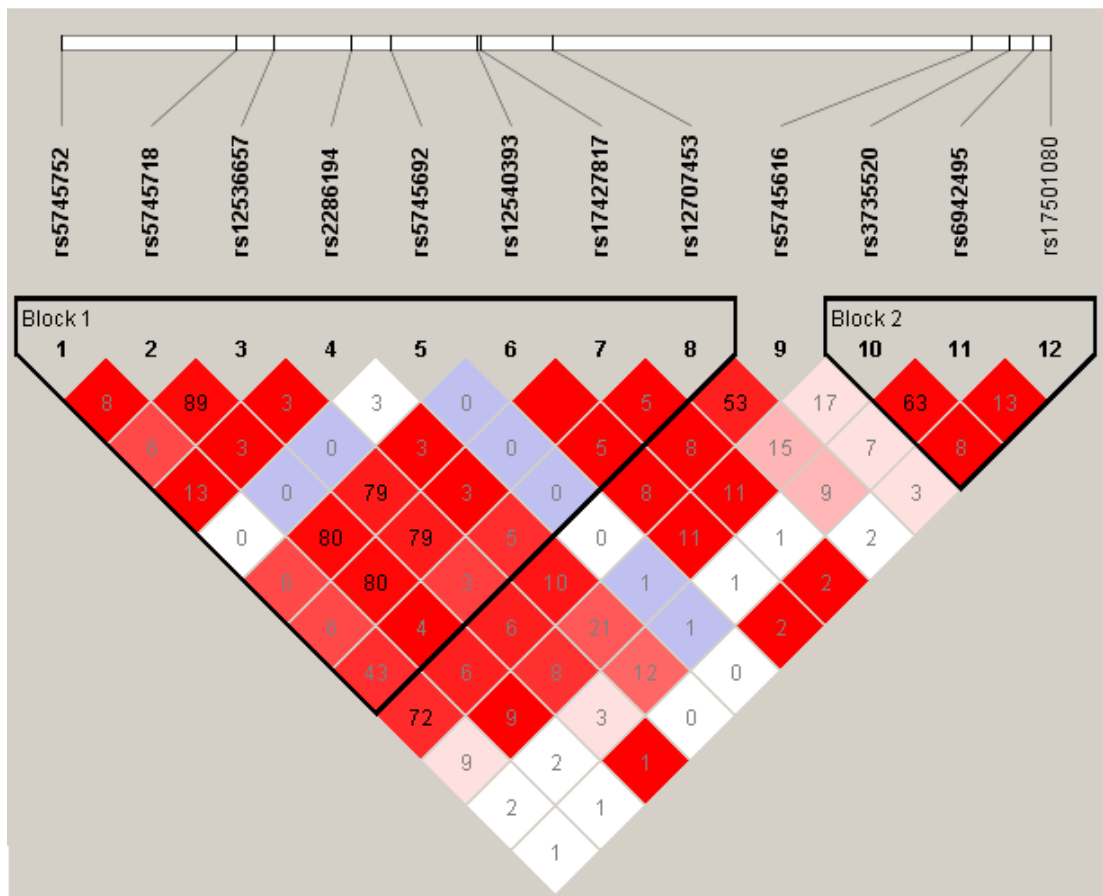 rs5745752
rs5745718
rs12536657
rs2286194
rs5745692
rs12540393
rs17427817
rs12707453
rs5745616
rs3735520
rs6942495
rs17501080
Block 1
Block 2
1 2 3 4 5 6 7 8 9 10 11 12
8 89 3 3 0 5 53 17 63 13
6 3 0 3 0 5 8 15 7 8
13 0 79 3 0 8 11 9 3
0 80 79 5 0 11 1 2
6 80 3 10 1 1 2
6 4 6 21 1 2
43 6 8 12 0
72 9 3 0
9 2 1
2 1
1